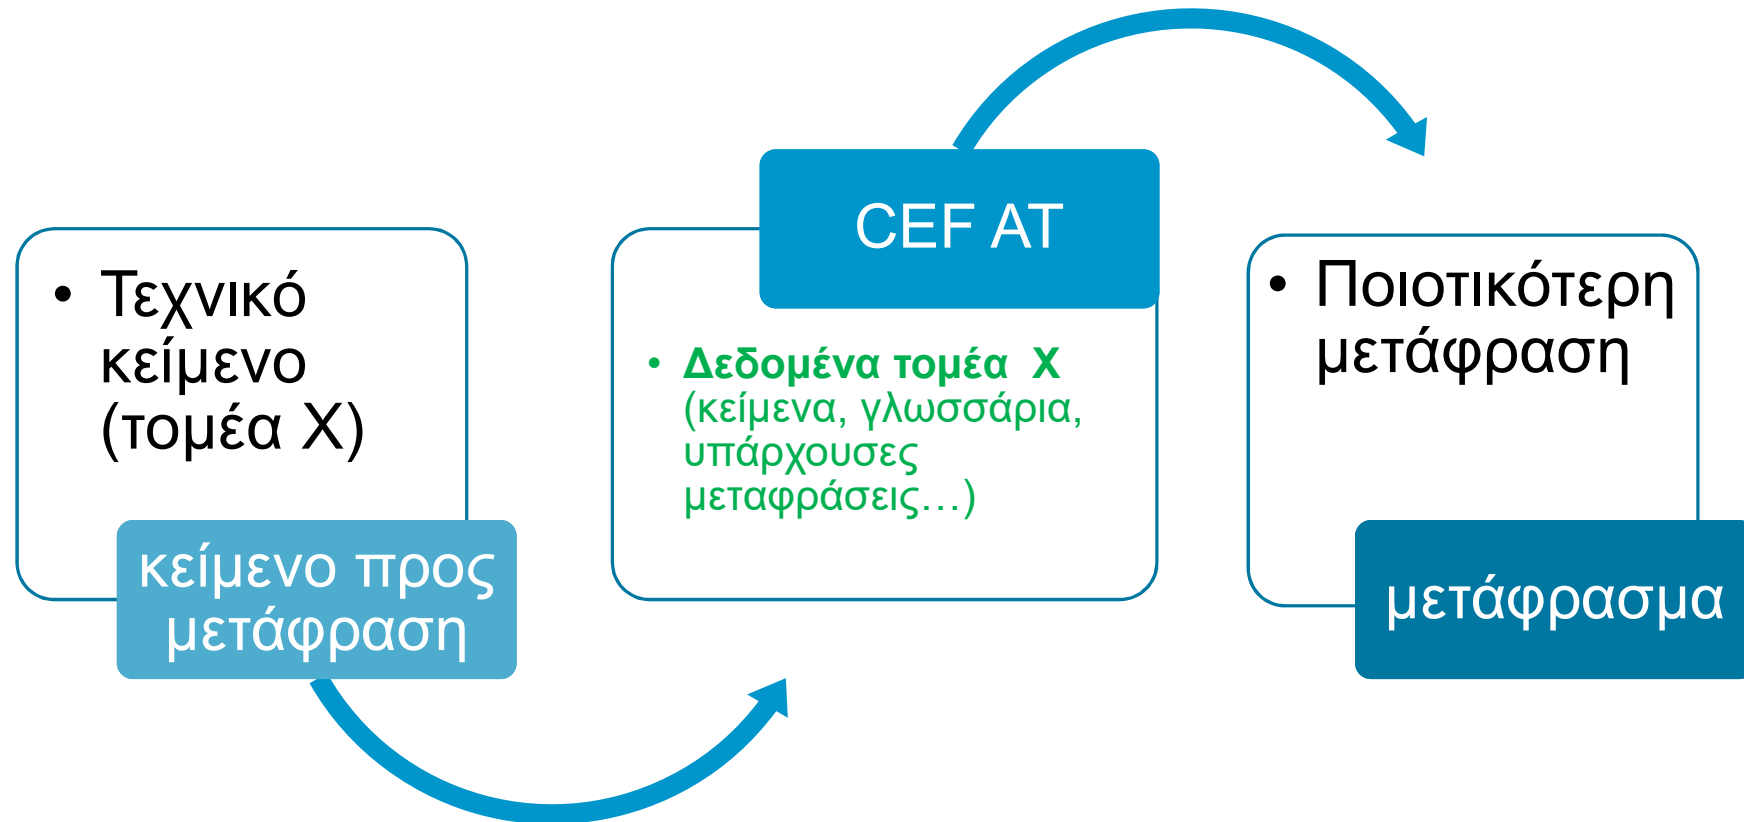 • Τεχνικό
κείμενο
(τομέα Χ)
κείμενο προς
μετάφραση
CEF AT
• Δεδομένα τομέα Χ
(κείμενα, γλωσσάρια,
υπάρχουσες
μεταφράσεις…)
• Ποιοτικότερη
μετάφραση
μετάφρασμα